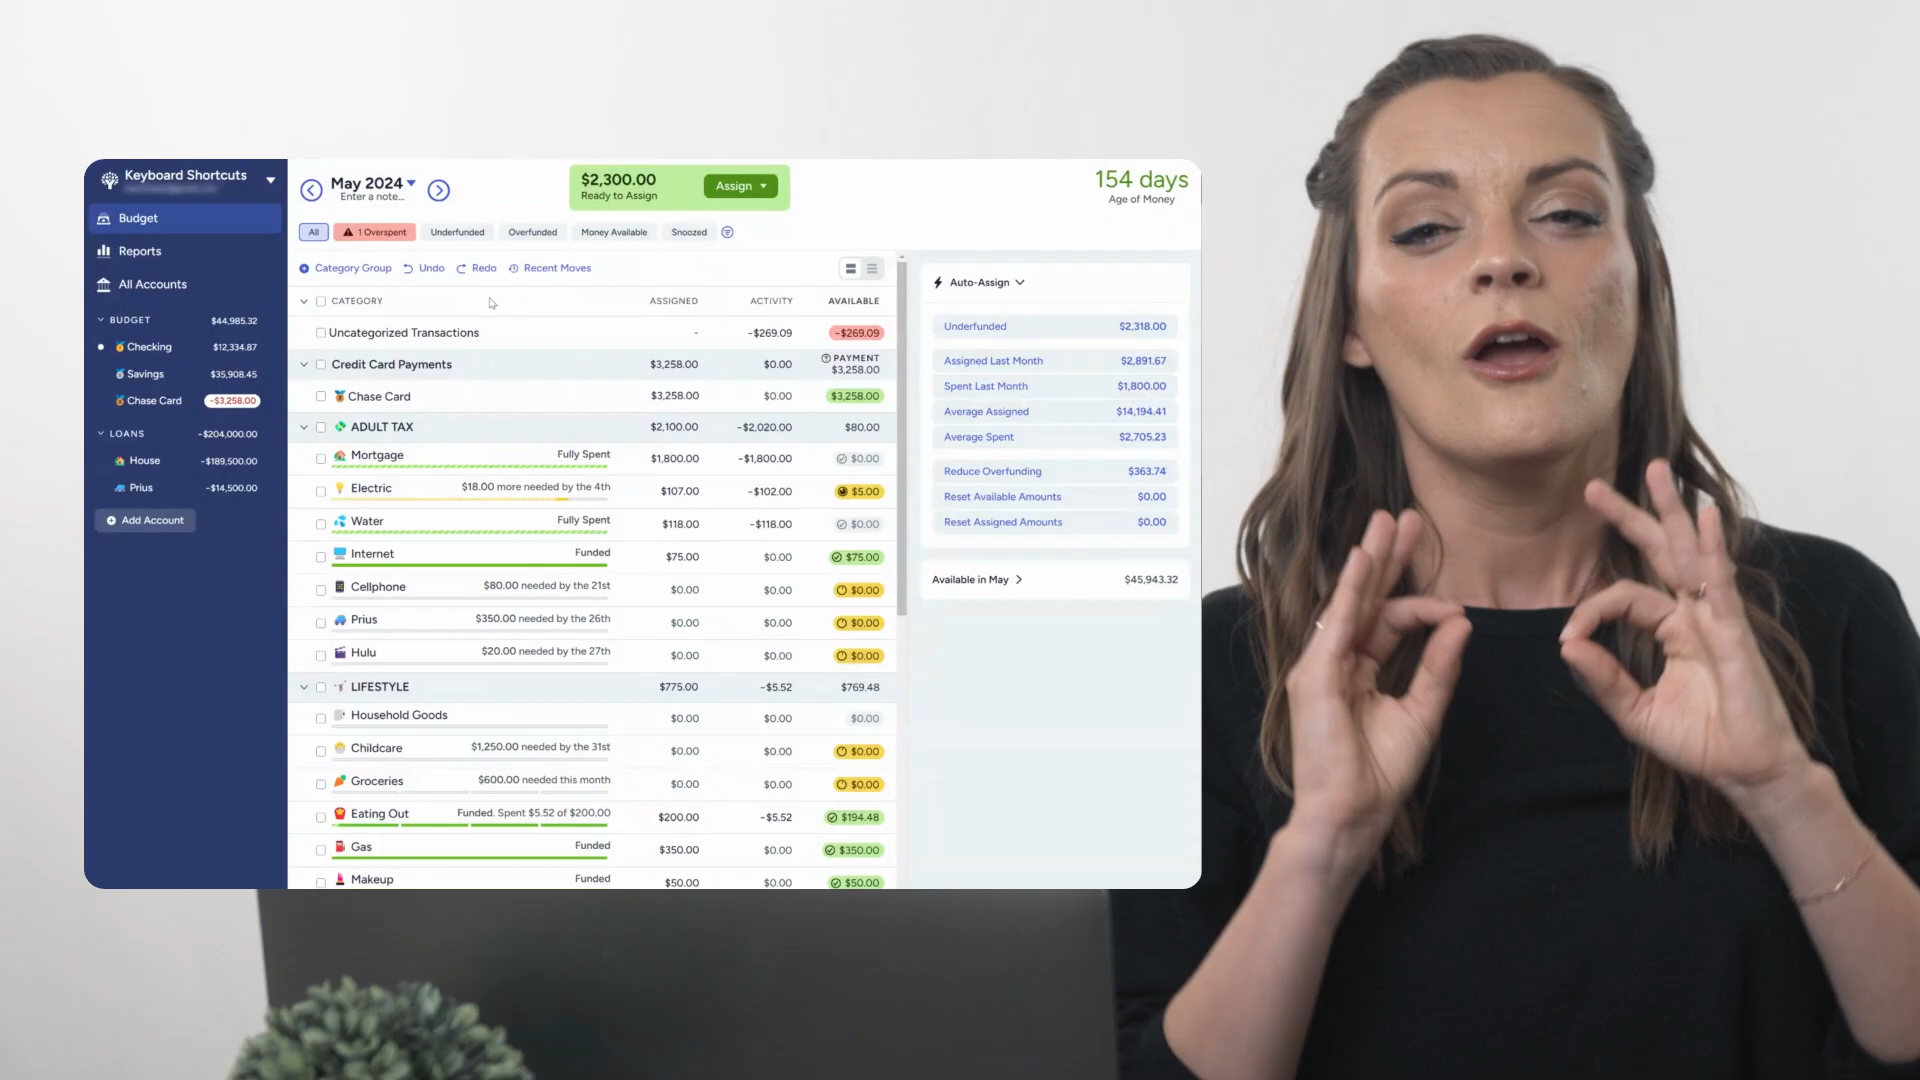 Keyboard Shortcuts
Budget
Reports
All Accounts
BUDGET $44,985.32
Checking $12,334.87
Savings $35,908.45
Chase Card -$3,258.00
LOANS -$204,000.00
House -$189,500.00
Prius -$14,500.00
Add Account
May 2024
Enter a note...
$2,300.00
Ready to Assign
Assign
154 days
Age of Money
All 1 Overspent Underfunded Overfunded Money Available Snoozed
Category Group Undo Redo Recent Moves
CATEGORY ASSIGNED ACTIVITY AVAILABLE
Uncategorized Transactions - -$269.09 -$269.09
Credit Card Payments $3,258.00 $0.00 PAYMENT $3,258.00
Chase Card $3,258.00 $0.00 $3,258.00
ADULT TAX $2,100.00 -$2,020.00 $80.00
Mortgage Fully Spent $1,800.00 -$1,800.00 $0.00
Electric $18.00 more needed by the 4th $107.00 -$102.00 $5.00
Water Fully Spent $118.00 -$118.00 $0.00
Internet Funded $75.00 $0.00 $75.00
Cellphone $80.00 needed by the 21st $0.00 $0.00 $0.00
Prius $350.00 needed by the 26th $0.00 $0.00 $0.00
Hulu $20.00 needed by the 27th $0.00 $0.00 $0.00
LIFESTYLE $775.00 -$5.52 $769.48
Household Goods $0.00 $0.00 $0.00
Childcare $1,250.00 needed by the 31st $0.00 $0.00 $0.00
Groceries $600.00 needed this month $0.00 $0.00 $0.00
Eating Out Funded. Spent $5.52 of $200.00 $200.00 -$5.52 $194.48
Gas Funded $350.00 $0.00 $350.00
Makeup Funded $50.00 $0.00 $50.00
Auto-Assign
Underfunded $2,318.00
Assigned Last Month $2,891.67
Spent Last Month $1,800.00
Average Assigned $14,194.41
Average Spent $2,705.23
Reduce Overfunding $363.74
Reset Available Amounts $0.00
Reset Assigned Amounts $0.00
Available in May $45,943.32